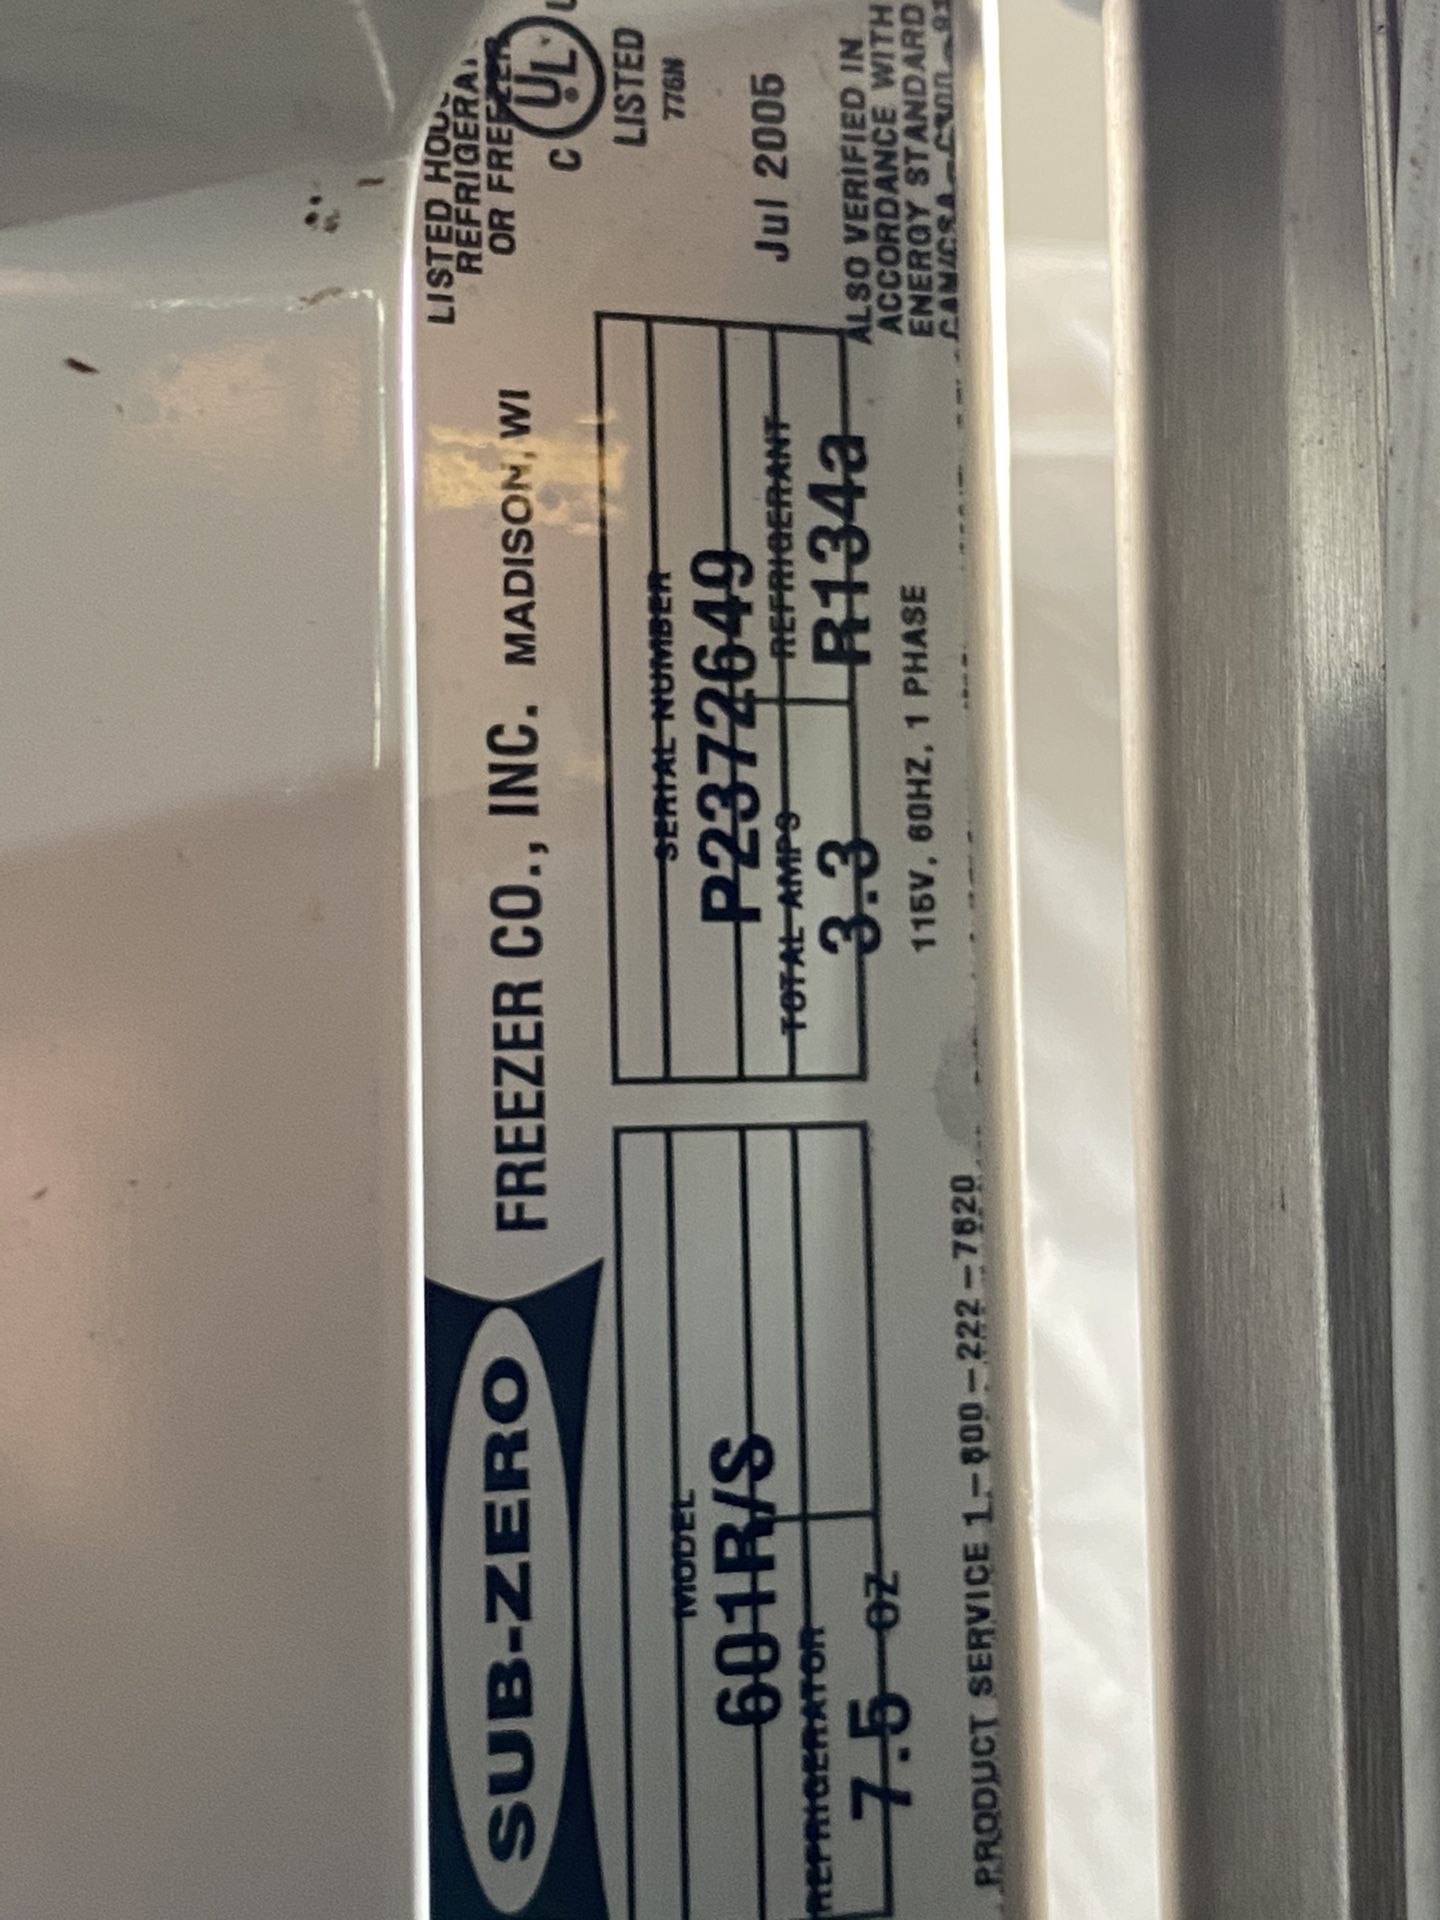 SUB-ZERO
FREEZER CO., INC. MADISON, WI
MODEL
601R/S
REFRIGERATOR
7.5 OZ
SERIAL NUMBER
P2372649
TOTAL AMPS
3.3
REFRIGERANT
R134a
115V, 60HZ, 1 PHASE
PRODUCT SERVICE 1-800-222-7820
LISTED
REFRIGERA
OR FREEZER
C UL
LISTED
776N
Jul 2005
ALSO VERIFIED IN
ACCORDANCE WITH
ENERGY STANDARD